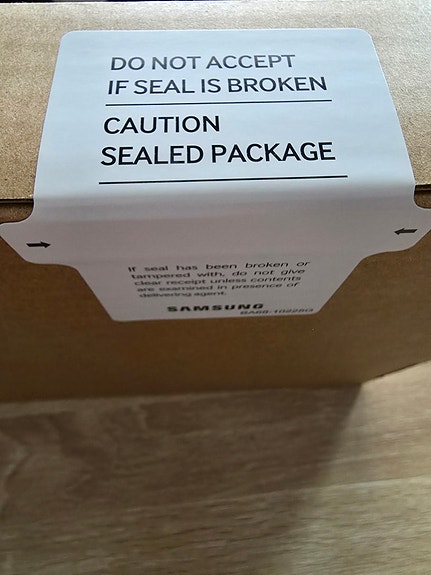 DO NOT ACCEPT
IF SEAL IS BROKEN
CAUTION
SEALED PACKAGE
If seal has been broken or
tampered with, do not give
clear receipt unless contents
are examined in presence of
delivering agent.
SAMSUNG